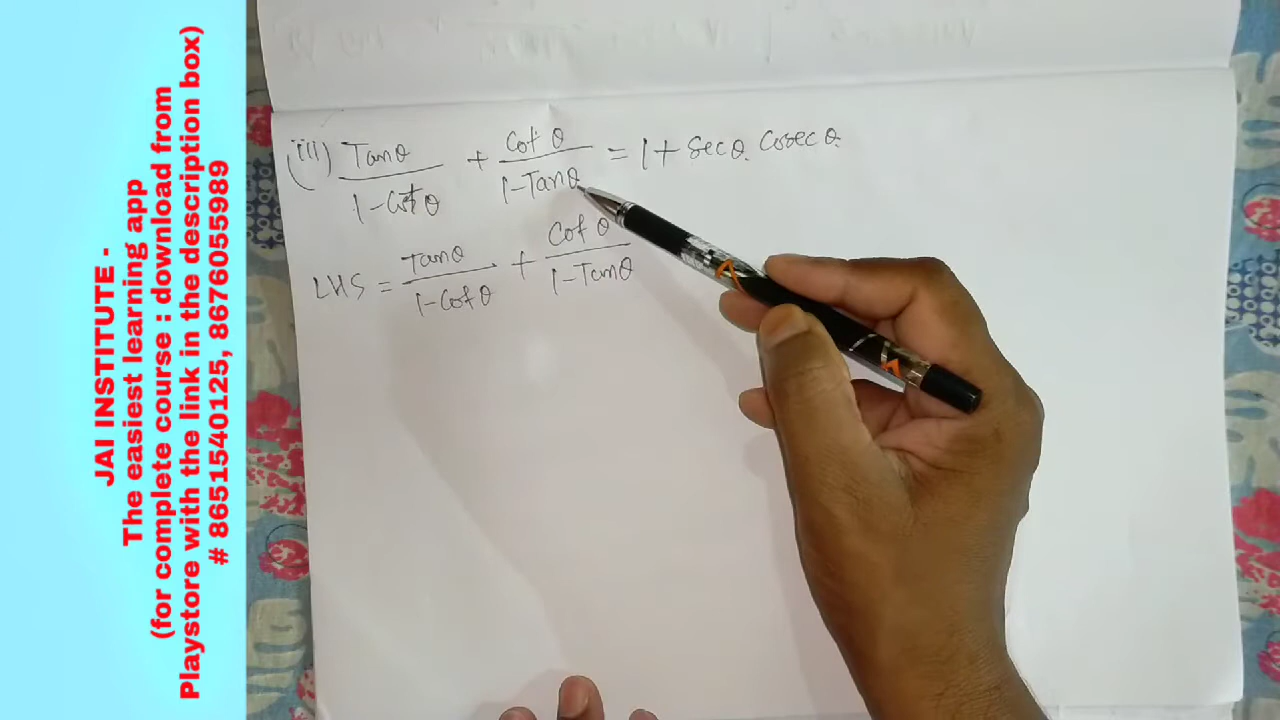 JAI INSTITUTE -
The easiest learning app
(for complete course : download from
Playstore with the link in the description box)
# 8651540125, 8676055989
(iii) Tanθ / 1-Cotθ + Cotθ / 1-Tanθ = 1 + Secθ. Cosecθ.
LHS = Tanθ / 1-Cotθ + Cotθ / 1-Tanθ